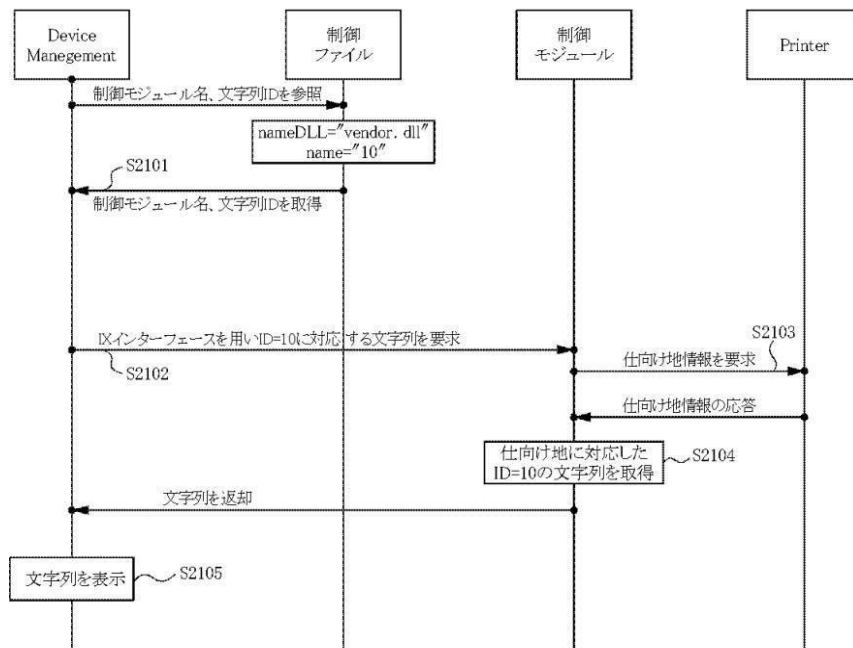 Device
Manegement
制御
ファイル
制御
モジュール
Printer
制御モジュール名、文字列IDを参照
nameDLL="vendor.dll"
name="10"
S2101
制御モジュール名、文字列IDを取得
IXインターフェースを用いID=10に対応する文字列を要求
S2102
S2103
仕向け地情報を要求
仕向け地情報の応答
仕向け地に対応した
ID=10の文字列を取得
S2104
文字列を返却
文字列を表示
S2105